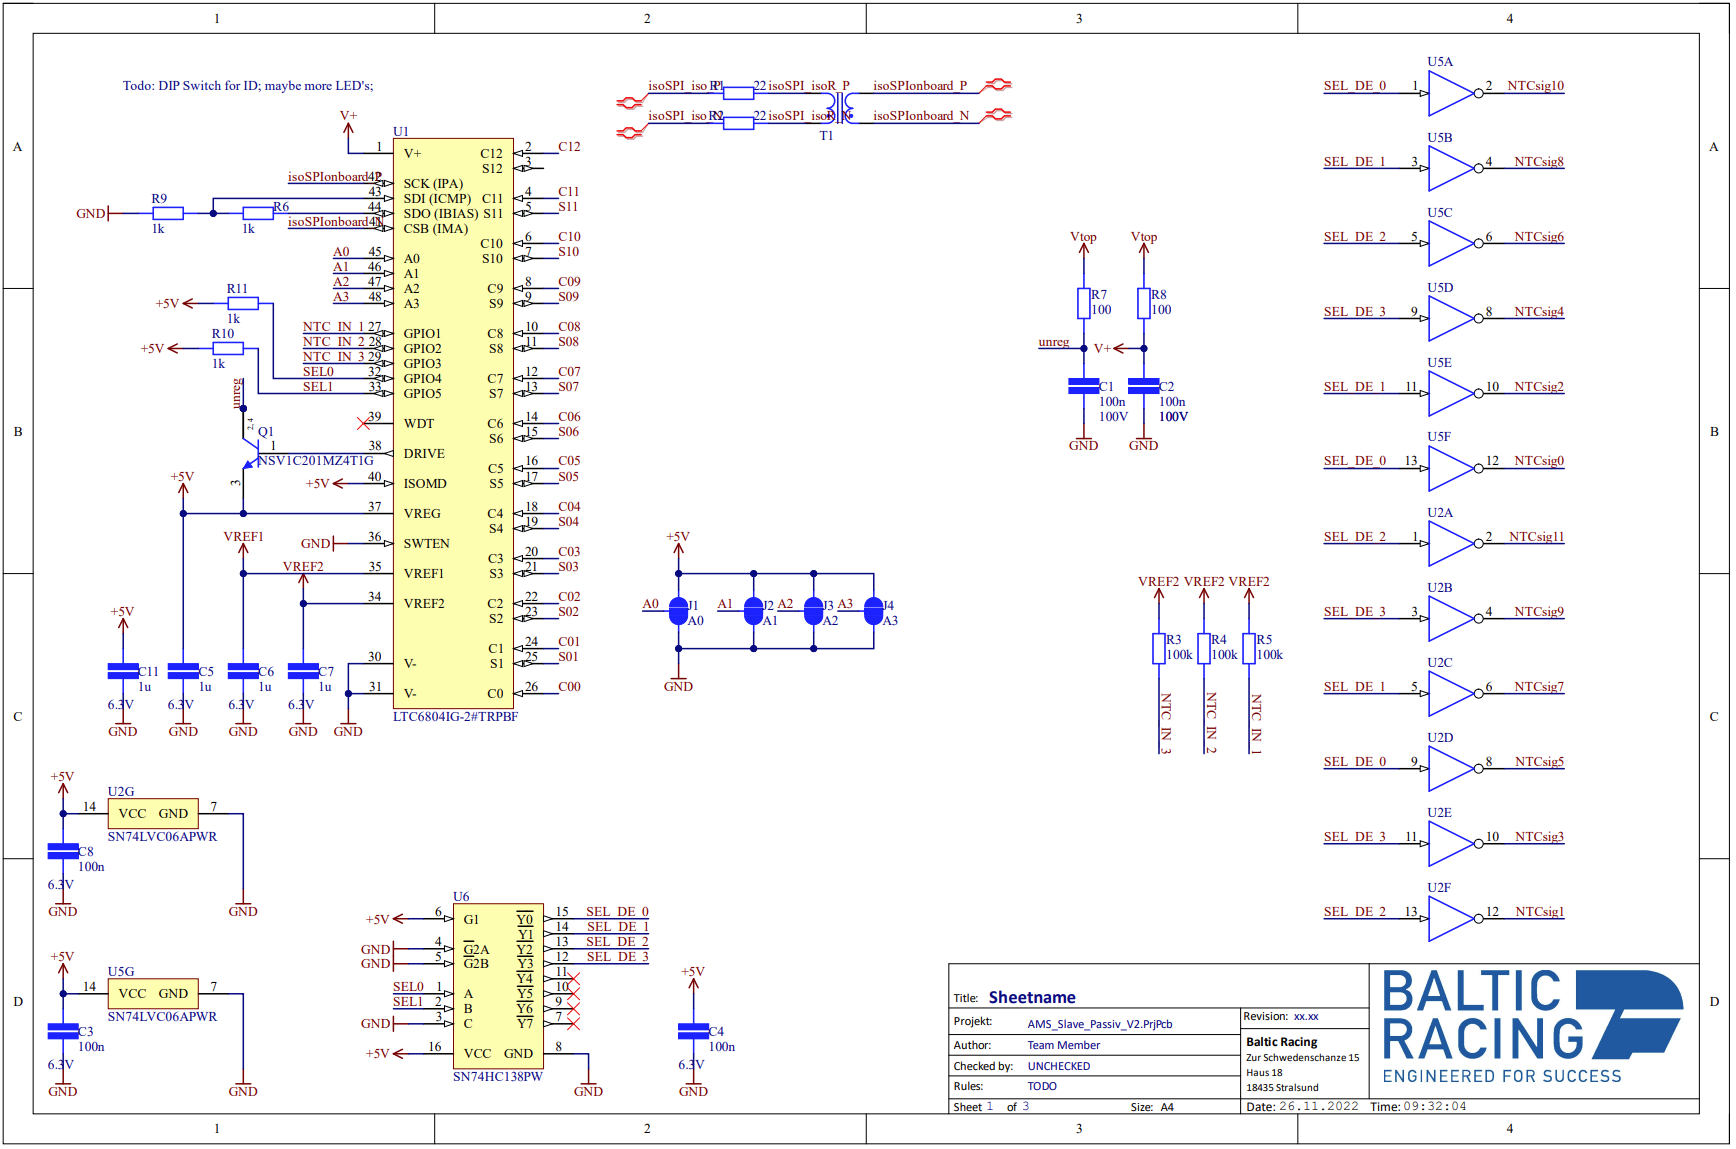 1 2 3 4
A B C D
A B C D
1 2 3 4
Todo: DIP Switch for ID; maybe more LED's;
V+
U1
1 V+
isoSPIonboard_P 42 SCK (IPA)
43 SDI (ICMP)
44 SDO (IBIAS)
isoSPIonboard_N 41 CSB (IMA)
GND R9 1k R6 1k
A0 45 A0
A1 46 A1
A2 47 A2
A3 48 A3
+5V R11 1k
+5V R10 1k
NTC_IN_1 27 GPIO1
NTC_IN_2 28 GPIO2
NTC_IN_3 29 GPIO3
SEL0 32 GPIO4
SEL1 33 GPIO5
39 WDT
unreg
2, 4
Q1
1
NSV1C201MZ4T1G
3
38 DRIVE
+5V 40 ISOMD
+5V
37 VREG
GND 36 SWTEN
VREF1
35 VREF1
VREF2
34 VREF2
30 V-
31 V-
LTC6804IG-2#TRPBF
C12 2 C12
S12 3
C11 4 C11
S11 5 S11
C10 6 C10
S10 7 S10
C9 8 C09
S9 9 S09
C8 10 C08
S8 11 S08
C7 12 C07
S7 13 S07
C6 14 C06
S6 15 S06
C5 16 C05
S5 17 S05
C4 18 C04
S4 19 S04
C3 20 C03
S3 21 S03
C2 22 C02
S2 23 S02
C1 24 C01
S1 25 S01
C0 26 C00
+5V
C11 1u 6.3V GND
C5 1u 6.3V GND
C6 1u 6.3V GND
C7 1u 6.3V GND
GND
+5V
U2G
14 VCC GND 7
SN74LVC06APWR
C8
100n
6.3V
GND GND
+5V
U5G
14 VCC GND 7
SN74LVC06APWR
C3
100n
6.3V
GND GND
U6
+5V 6 G1
GND 4 G2A
GND 5 G2B
SEL0 1 A
SEL1 2 B
GND 3 C
+5V 16 VCC GND 8
Y0 15 SEL_DE_0
Y1 14 SEL_DE_1
Y2 13 SEL_DE_2
Y3 12 SEL_DE_3
Y4 11
Y5 10
Y6 9
Y7 7
SN74HC138PW
GND
+5V
C4
100n
6.3V
GND
isoSPI_iso_P R1 22 isoSPI_isoR_P isoSPIonboard_P
isoSPI_iso_N R2 22 isoSPI_isoR_N isoSPIonboard_N
T1
Vtop Vtop
R7 100 R8 100
unreg V+
C1 100n 100V
C2 100n 100V
GND GND
+5V
A0 J1 A0
A1 J2 A1
A2 J3 A2
A3 J4 A3
GND
VREF2 VREF2 VREF2
R3 100k R4 100k R5 100k
NTC_IN_3 NTC_IN_2 NTC_IN_1
U5A
SEL_DE_0 1 2 NTCsig10
U5B
SEL_DE_1 3 4 NTCsig8
U5C
SEL_DE_2 5 6 NTCsig6
U5D
SEL_DE_3 9 8 NTCsig4
U5E
SEL_DE_1 11 10 NTCsig2
U5F
SEL_DE_0 13 12 NTCsig0
U2A
SEL_DE_2 1 2 NTCsig11
U2B
SEL_DE_3 3 4 NTCsig9
U2C
SEL_DE_1 5 6 NTCsig7
U2D
SEL_DE_0 9 8 NTCsig5
U2E
SEL_DE_3 11 10 NTCsig3
U2F
SEL_DE_2 13 12 NTCsig1
Title: Sheetname
Projekt: AMS_Slave_Passiv_V2.PrjPcb
Author: Team Member
Checked by: UNCHECKED
Rules: TODO
Sheet 1 of 3 Size: A4
Revision: xx.xx
Baltic Racing
Zur Schwedenschanze 15
Haus 18
18435 Stralsund
Date: 26.11.2022 Time: 09:32:04
BALTIC
RACING
ENGINEERED FOR SUCCESS